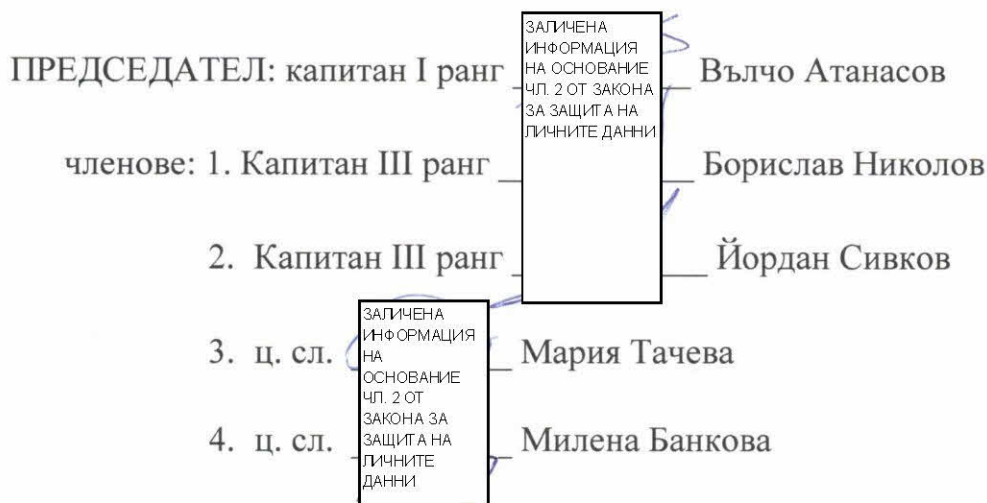 ПРЕДСЕДАТЕЛ: капитан I ранг Вълчо Атанасов
ЗАЛИЧЕНА
ИНФОРМАЦИЯ
НА ОСНОВАНИЕ
ЧЛ. 2 ОТ ЗАКОНА
ЗА ЗАЩИТА НА
ЛИЧНИТЕ ДАННИ
членове: 1. Капитан III ранг Борислав Николов
2. Капитан III ранг Йордан Сивков
3. ц. сл. Мария Тачева
ЗАЛИЧЕНА
ИНФОРМАЦИЯ
НА
ОСНОВАНИЕ
ЧЛ. 2 ОТ
ЗАКОНА ЗА
ЗАЩИТА НА
ЛИЧНИТЕ
ДАННИ
4. ц. сл. Милена Банкова